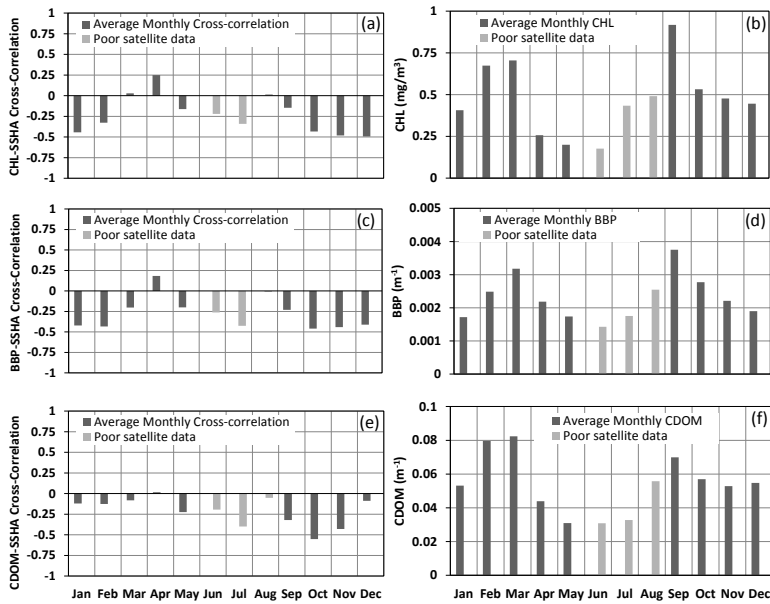 (a)
Average Monthly Cross-correlation
Poor satellite data
CHL-SSHA Cross-Correlation
1
0.75
0.5
0.25
0
-0.25
-0.5
-0.75
-1
(b)
Average Monthly CHL
Poor satellite data
CHL (mg/m³)
1
0.75
0.5
0.25
0
(c)
Average Monthly Cross-correlation
Poor satellite data
BBP-SSHA Cross-Correlation
1
0.75
0.5
0.25
0
-0.25
-0.5
-0.75
-1
(d)
Average Monthly BBP
Poor satellite data
BBP (m⁻¹)
0.005
0.004
0.003
0.002
0.001
0
(e)
Average Monthly Cross-correlation
Poor satellite data
CDOM-SSHA Cross-Correlation
1
0.75
0.5
0.25
0
-0.25
-0.5
-0.75
-1
Jan Feb Mar Apr May Jun Jul Aug Sep Oct Nov Dec
(f)
Average Monthly CDOM
Poor satellite data
CDOM (m⁻¹)
0.1
0.08
0.06
0.04
0.02
0
Jan Feb Mar Apr May Jun Jul Aug Sep Oct Nov Dec